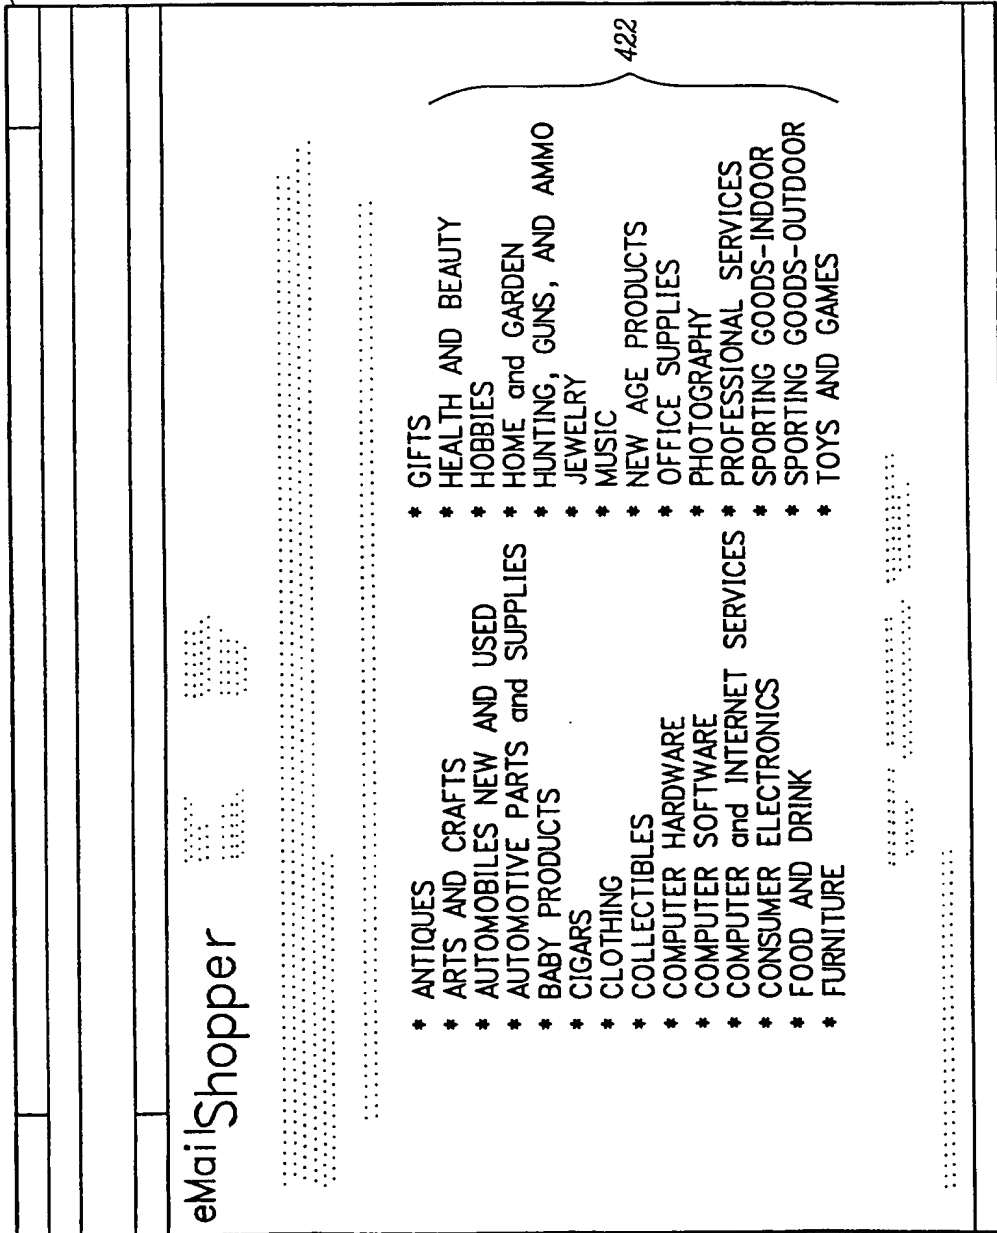 eMailShopper
* ANTIQUES
* ARTS AND CRAFTS
* AUTOMOBILES NEW AND USED
* AUTOMOTIVE PARTS and SUPPLIES
* BABY PRODUCTS
* CIGARS
* CLOTHING
* COLLECTIBLES
* COMPUTER HARDWARE
* COMPUTER SOFTWARE
* COMPUTER and INTERNET SERVICES
* CONSUMER ELECTRONICS
* FOOD AND DRINK
* FURNITURE
* GIFTS
* HEALTH AND BEAUTY
* HOBBIES
* HOME and GARDEN
* HUNTING, GUNS, AND AMMO
* JEWELRY
* MUSIC
* NEW AGE PRODUCTS
* OFFICE SUPPLIES
* PHOTOGRAPHY
* PROFESSIONAL SERVICES
* SPORTING GOODS-INDOOR
* SPORTING GOODS-OUTDOOR
* TOYS AND GAMES
422